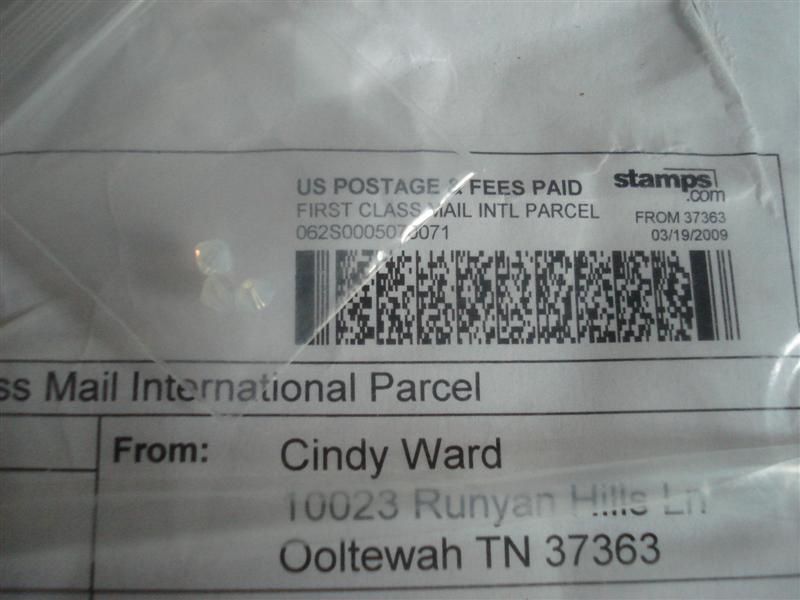 US POSTAGE & FEES PAID
FIRST CLASS MAIL INTL PARCEL
062S0005073071
stamps
.com
FROM 37363
03/19/2009
ss Mail International Parcel
From: Cindy Ward
10023 Runyan Hills Ln
Ooltewah TN 37363